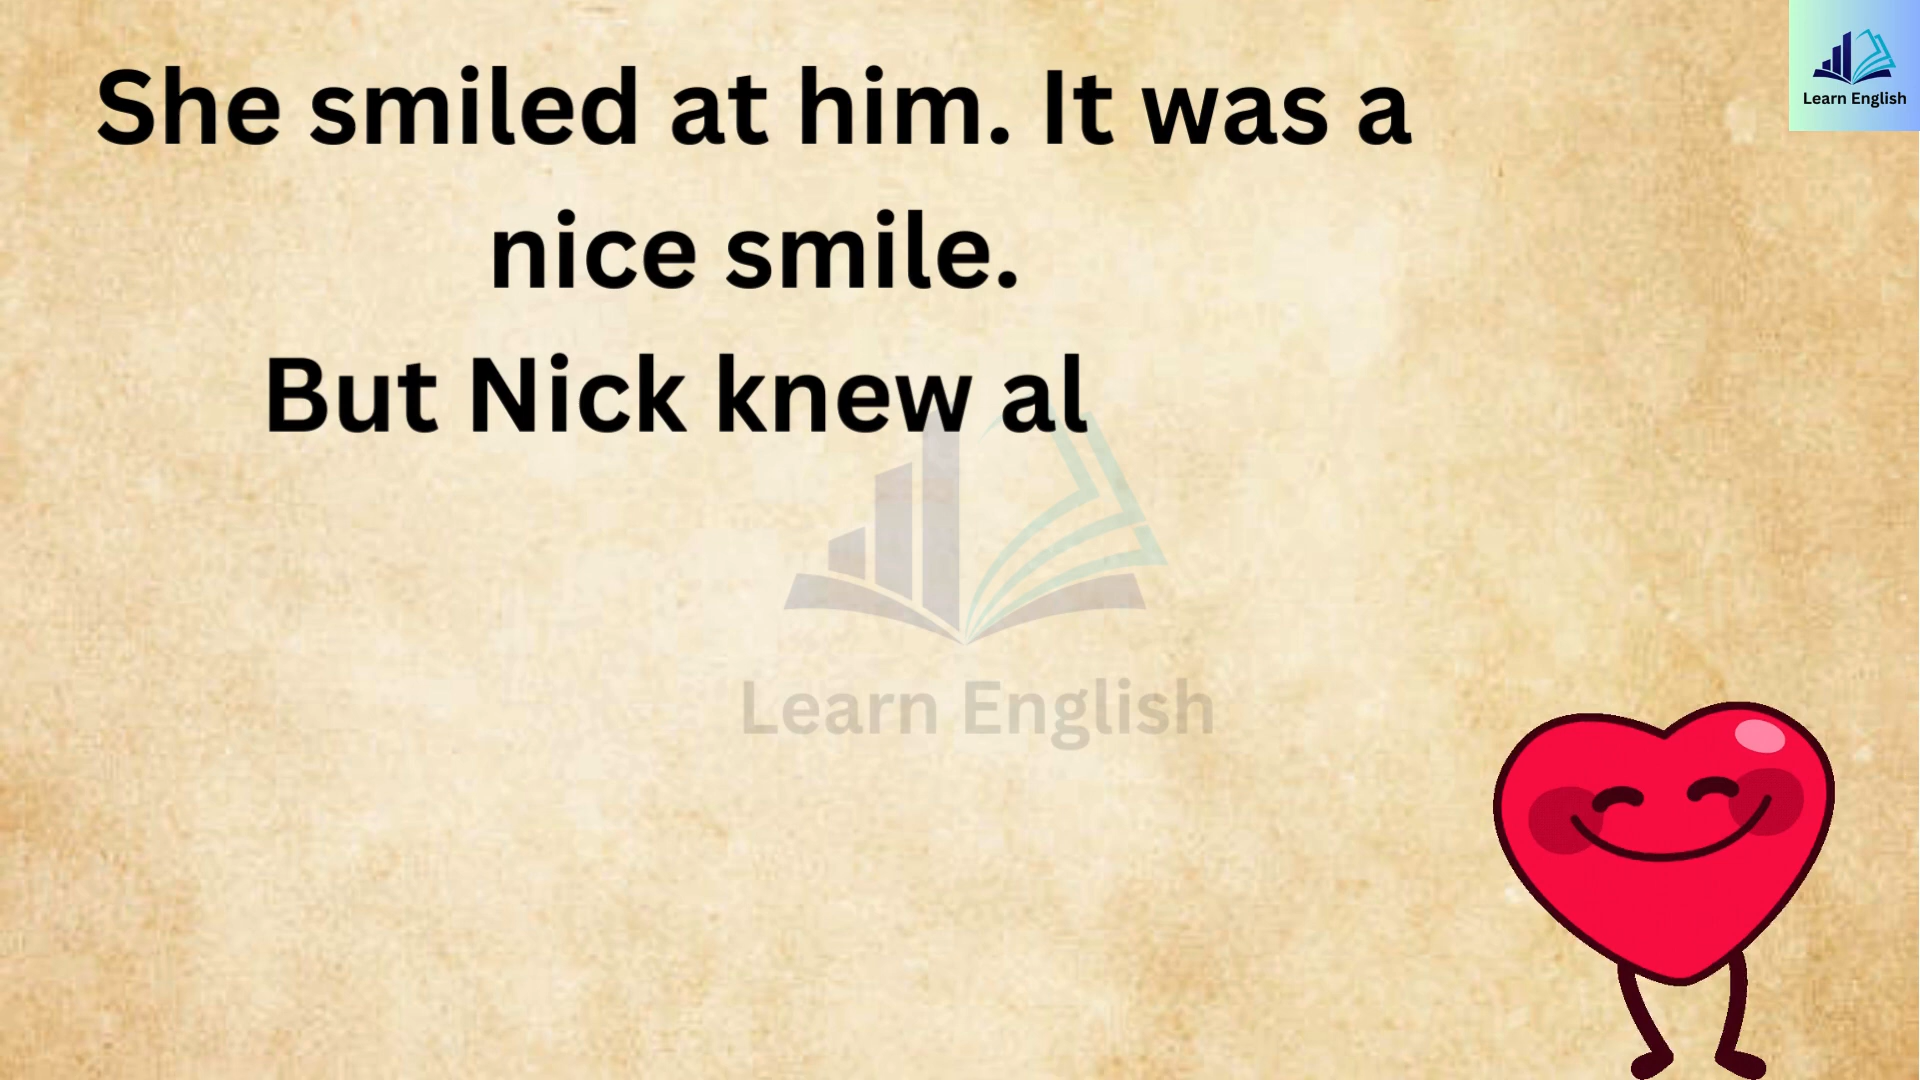 She smiled at him. It was a
nice smile.
But Nick knew al
Learn English
Learn English